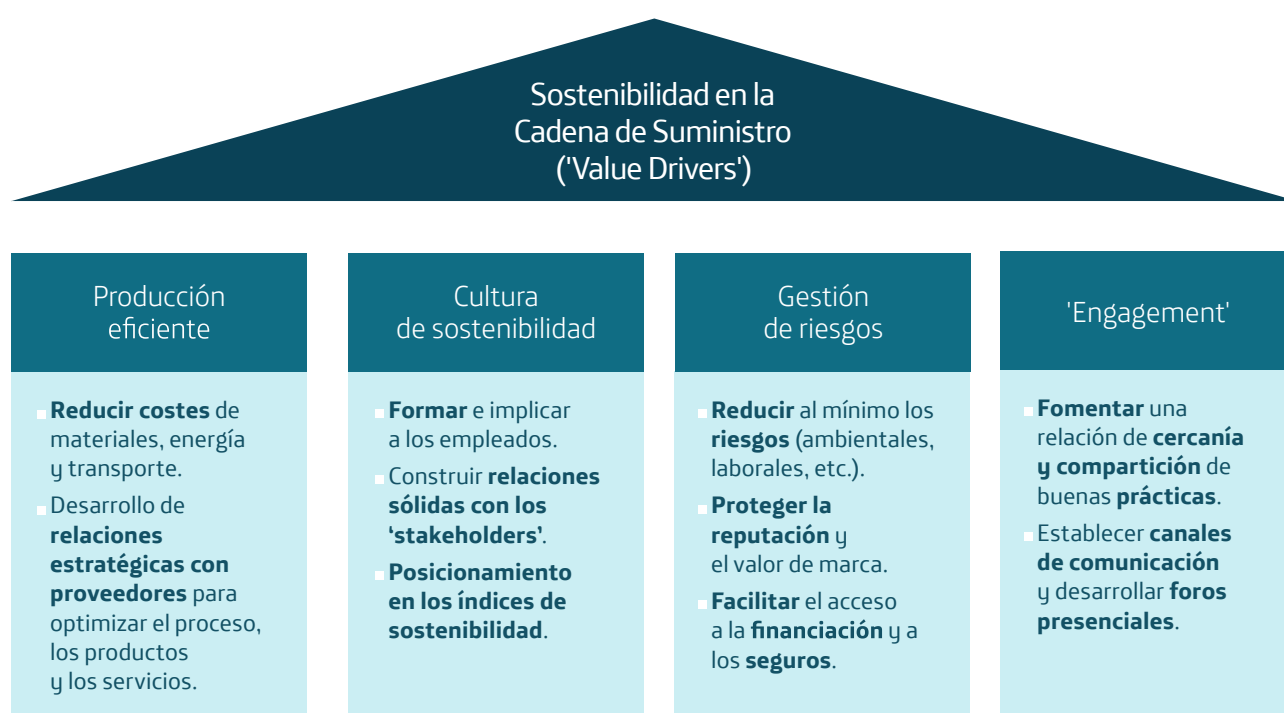 Sostenibilidad en la
Cadena de Suministro
('Value Drivers')
Producción
eficiente
Reducir costes de
materiales, energía
y transporte.
Desarrollo de
relaciones
estratégicas con
proveedores para
optimizar el proceso,
los productos
y los servicios.
Cultura
de sostenibilidad
Formar e implicar
a los empleados.
Construir relaciones
sólidas con los
‘stakeholders’.
Posicionamiento
en los índices de
sostenibilidad.
Gestión
de riesgos
Reducir al mínimo los
riesgos (ambientales,
laborales, etc.).
Proteger la
reputación y
el valor de marca.
Facilitar el acceso
a la financiación y a
los seguros.
'Engagement'
Fomentar una
relación de cercanía
y compartición de
buenas prácticas.
Establecer canales
de comunicación
y desarrollar foros
presenciales.